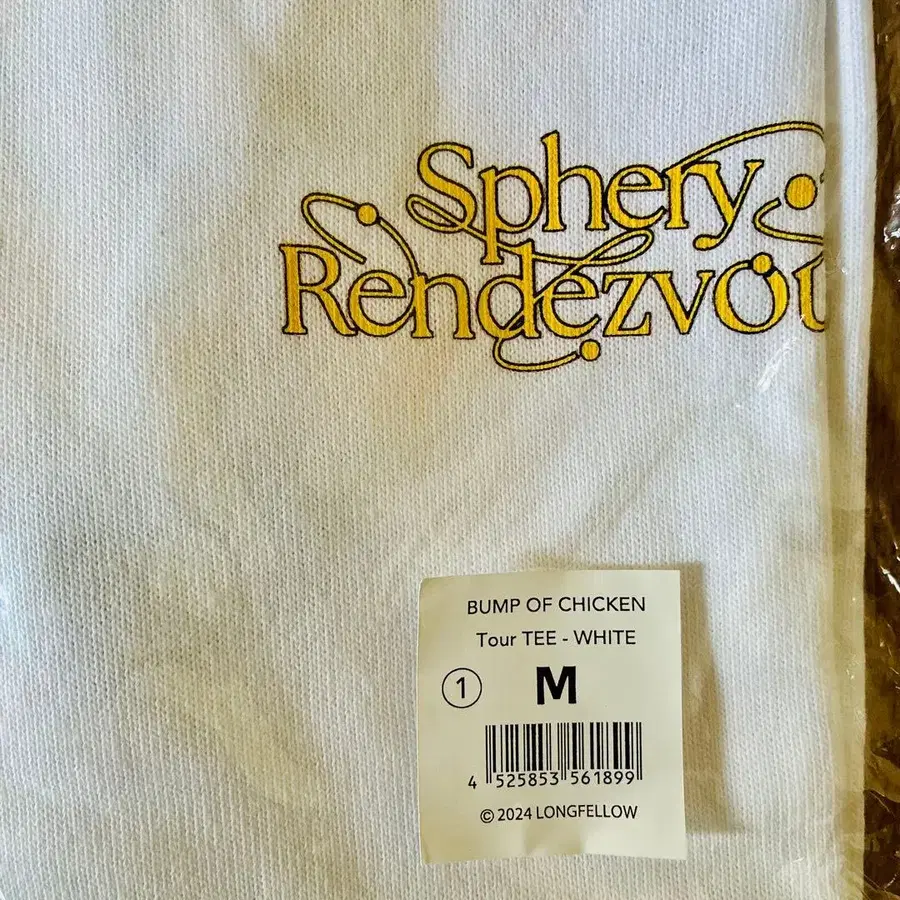 Sphery
Rendezvou
BUMP OF CHICKEN
Tour TEE - WHITE
1 M
4 525853 561899
© 2024 LONGFELLOW